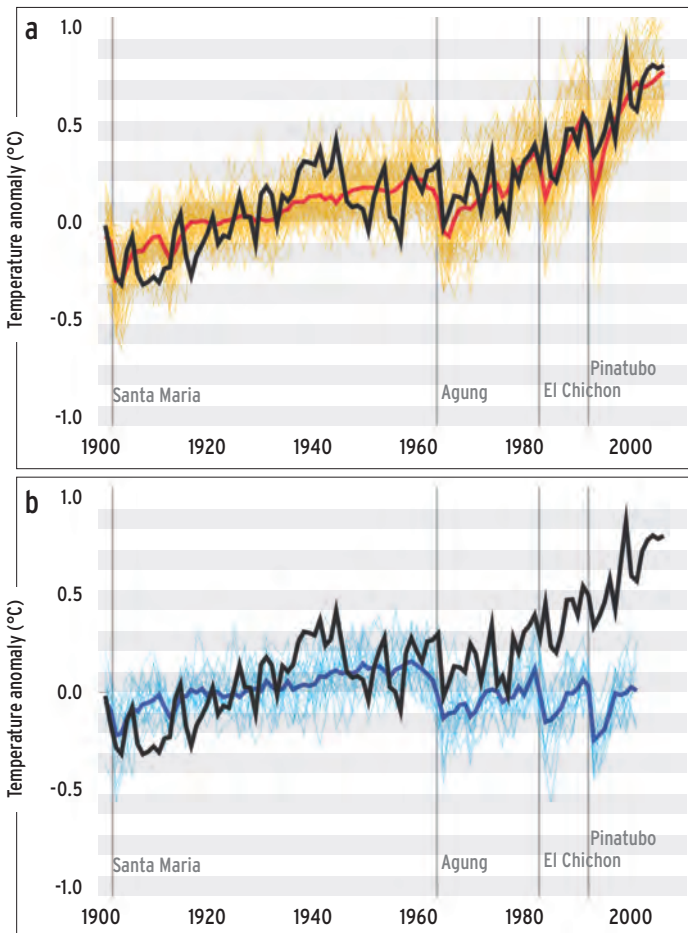 a
Temperature anomaly (°C)
1.0
0.5
0.0
-0.5
-1.0
Santa Maria
Agung
El Chichon
Pinatubo
1900 1920 1940 1960 1980 2000
b
Temperature anomaly (°C)
1.0
0.5
0.0
-0.5
-1.0
Santa Maria
Agung
El Chichon
Pinatubo
1900 1920 1940 1960 1980 2000